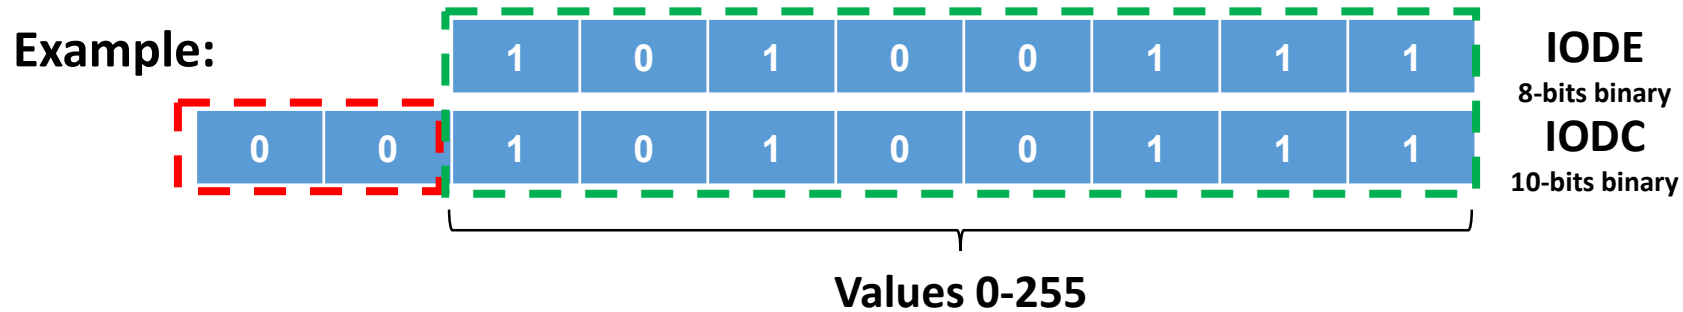 Example:
1 0 1 0 0 1 1 1
IODE
8-bits binary
0 0 1 0 1 0 0 1 1 1
IODC
10-bits binary
Values 0-255